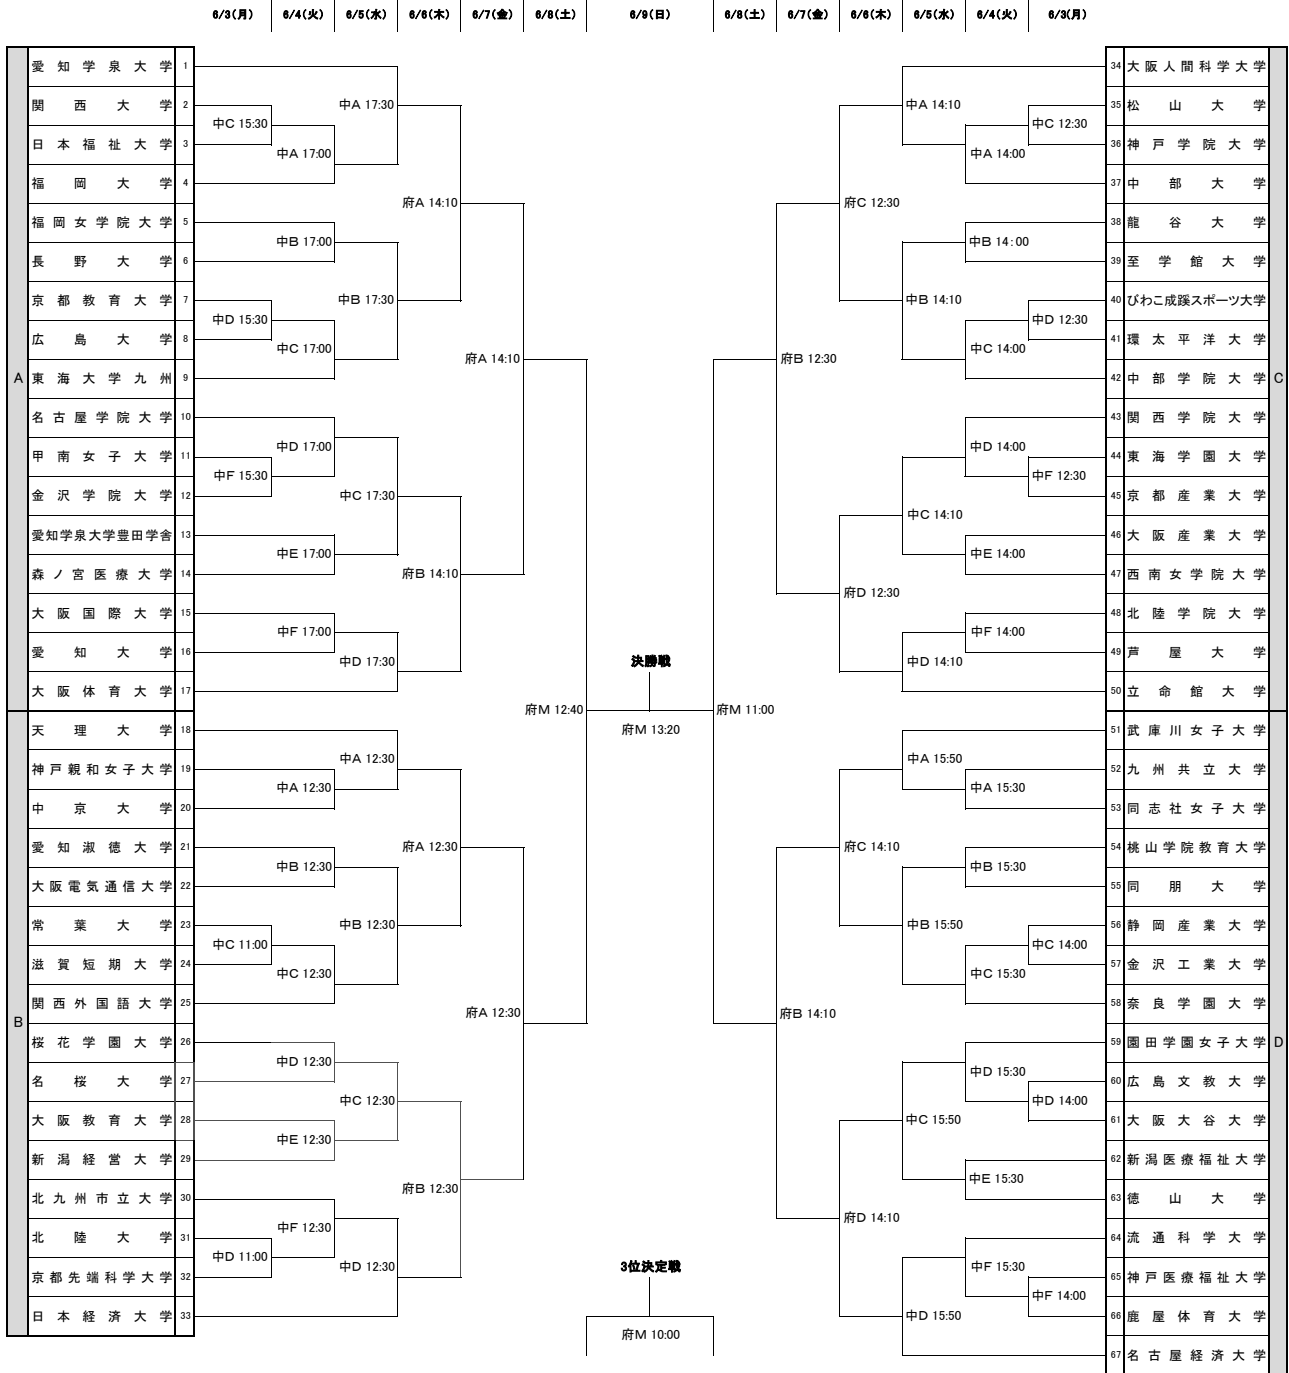 6/3(月) 6/4(火) 6/5(水) 6/6(木) 6/7(金) 6/8(土) 6/9(日) 6/8(土) 6/7(金) 6/6(木) 6/5(水) 6/4(火) 6/3(月)
愛知学泉大学 1
関西大学 2
日本福祉大学 3
福岡大学 4
福岡女学院大学 5
長野大学 6
京都教育大学 7
広島大学 8
A 東海大学九州 9
名古屋学院大学 10
甲南女子大学 11
金沢学院大学 12
愛知学泉大学豊田学舎 13
森ノ宮医療大学 14
大阪国際大学 15
愛知大学 16
大阪体育大学 17
天理大学 18
神戸親和女子大学 19
中京大学 20
愛知淑徳大学 21
大阪電気通信大学 22
常葉大学 23
滋賀短期大学 24
関西外国語大学 25
B
桜花学園大学 26
名桜大学 27
大阪教育大学 28
新潟経営大学 29
北九州市立大学 30
北陸大学 31
京都先端科学大学 32
日本経済大学 33
中C 15:30
中D 15:30
中F 15:30
中C 11:00
中D 11:00
中A 17:00
中B 17:00
中C 17:00
中D 17:00
中E 17:00
中F 17:00
中A 12:30
中B 12:30
中C 12:30
中D 12:30
中E 12:30
中F 12:30
中A 17:30
中B 17:30
中C 17:30
中D 17:30
中A 12:30
中B 12:30
中C 12:30
中D 12:30
府A 14:10
府B 14:10
府A 12:30
府B 12:30
府A 14:10
府A 12:30
府M 12:40
決勝戦
府M 13:20
3位決定戦
府M 10:00
府M 11:00
府B 12:30
府B 14:10
府C 12:30
府D 12:30
府C 14:10
府D 14:10
中A 14:10
中B 14:10
中C 14:10
中D 14:10
中A 15:50
中B 15:50
中C 15:50
中D 15:50
中A 14:00
中B 14:00
中C 14:00
中D 14:00
中E 14:00
中F 14:00
中A 15:30
中B 15:30
中C 15:30
中D 15:30
中E 15:30
中F 15:30
中C 12:30
中D 12:30
中F 12:30
中C 14:00
中D 14:00
中F 14:00
34 大阪人間科学大学
35 松山大学
36 神戸学院大学
37 中部大学
38 龍谷大学
39 至学館大学
40 びわこ成蹊スポーツ大学
41 環太平洋大学
42 中部学院大学 C
43 関西学院大学
44 東海学園大学
45 京都産業大学
46 大阪産業大学
47 西南女学院大学
48 北陸学院大学
49 芦屋大学
50 立命館大学
51 武庫川女子大学
52 九州共立大学
53 同志社女子大学
54 桃山学院教育大学
55 同朋大学
56 静岡産業大学
57 金沢工業大学
58 奈良学園大学
59 園田学園女子大学 D
60 広島文教大学
61 大阪大谷大学
62 新潟医療福祉大学
63 徳山大学
64 流通科学大学
65 神戸医療福祉大学
66 鹿屋体育大学
67 名古屋経済大学